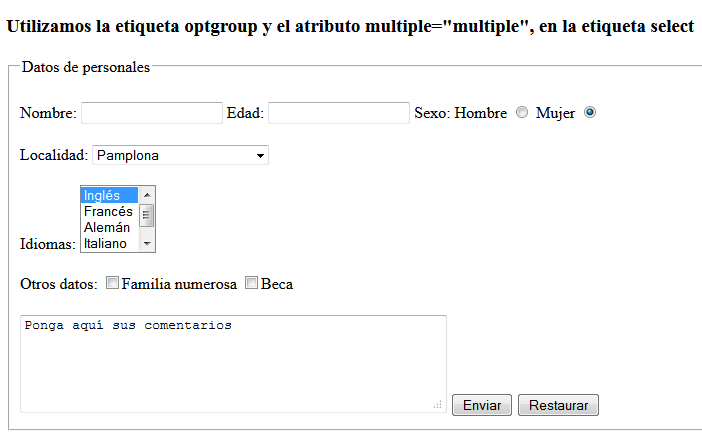 Utilizamos la etiqueta optgroup y el atributo multiple="multiple", en la etiqueta select
Datos de personales
Nombre: Edad: Sexo: Hombre Mujer
Localidad: Pamplona
Idiomas: Inglés
Francés
Alemán
Italiano
Otros datos: Familia numerosa Beca
Ponga aquí sus comentarios
Enviar Restaurar